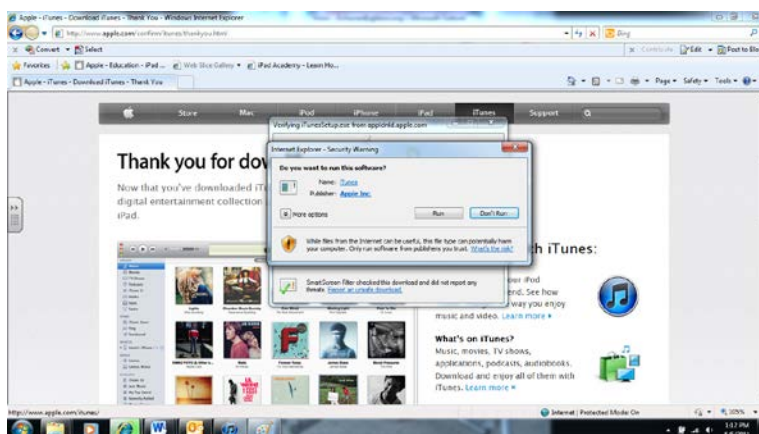 Apple - iTunes - Download iTunes - Thank You - Windows Internet Explorer
http://www.apple.com/
Bing
Convert Select
Edit
Favorites Apple - Education - iPad ... Web Slice Gallery iPad Academy - Learn Ho...
Apple - iTunes - Download iTunes - Thank You
Page Safety Tools
Store Mac iPod iPhone iPad iTunes Support
Verifying iTunesSetup.exe from appldnld.apple.com
Internet Explorer - Security Warning
Do you want to run this software?
Name: iTunes
Publisher: Apple Inc.
More options Run Don't Run
While files from the Internet can be useful, this file type can potentially harm
your computer. Only run software from publishers you trust. What's the risk?
SmartScreen Filter checked this download and did not report any
threats. Report an unsafe download.
Thank you for dow
Now that you've downloaded iT
digital entertainment collection
iPad.
h iTunes:
our iPod
end. See how
way you enjoy
music and video. Learn more
What's on iTunes?
Music, movies, TV shows,
applications, podcasts, audiobooks.
Download and enjoy all of them with
iTunes. Learn more
http://www.apple.com/itunes/
Internet | Protected Mode: On
105%
1:12 PM